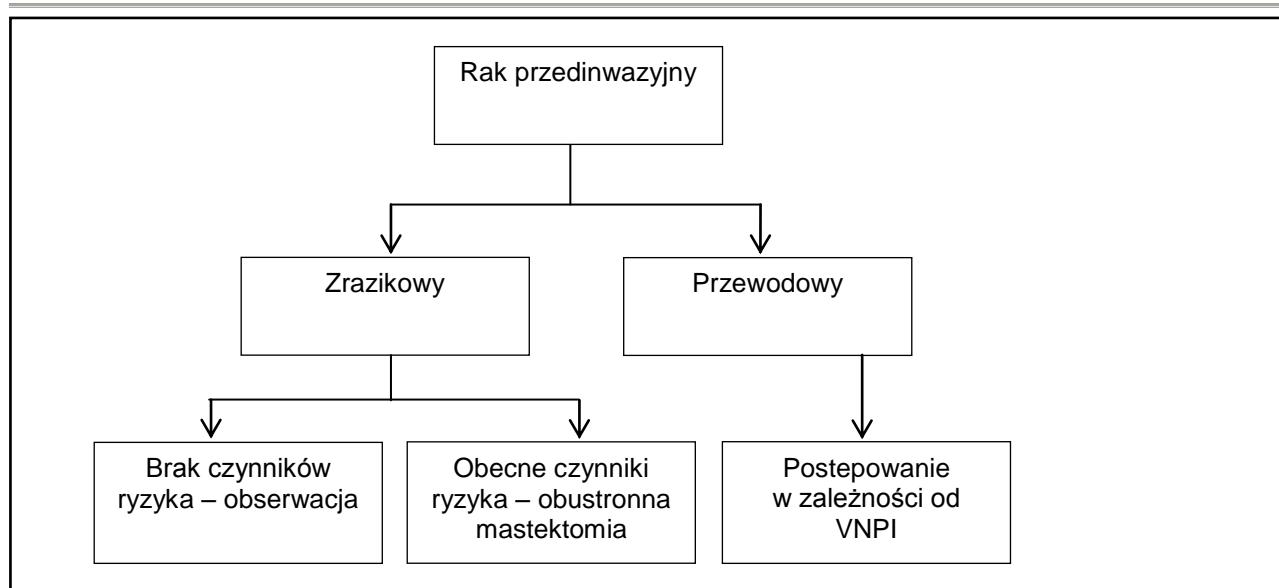 Rak przedinwazyjny
Zrazikowy
Przewodowy
Brak czynników
ryzyka – obserwacja
Obecne czynniki
ryzyka – obustronna
mastektomia
Postepowanie
w zależności od
VNPI